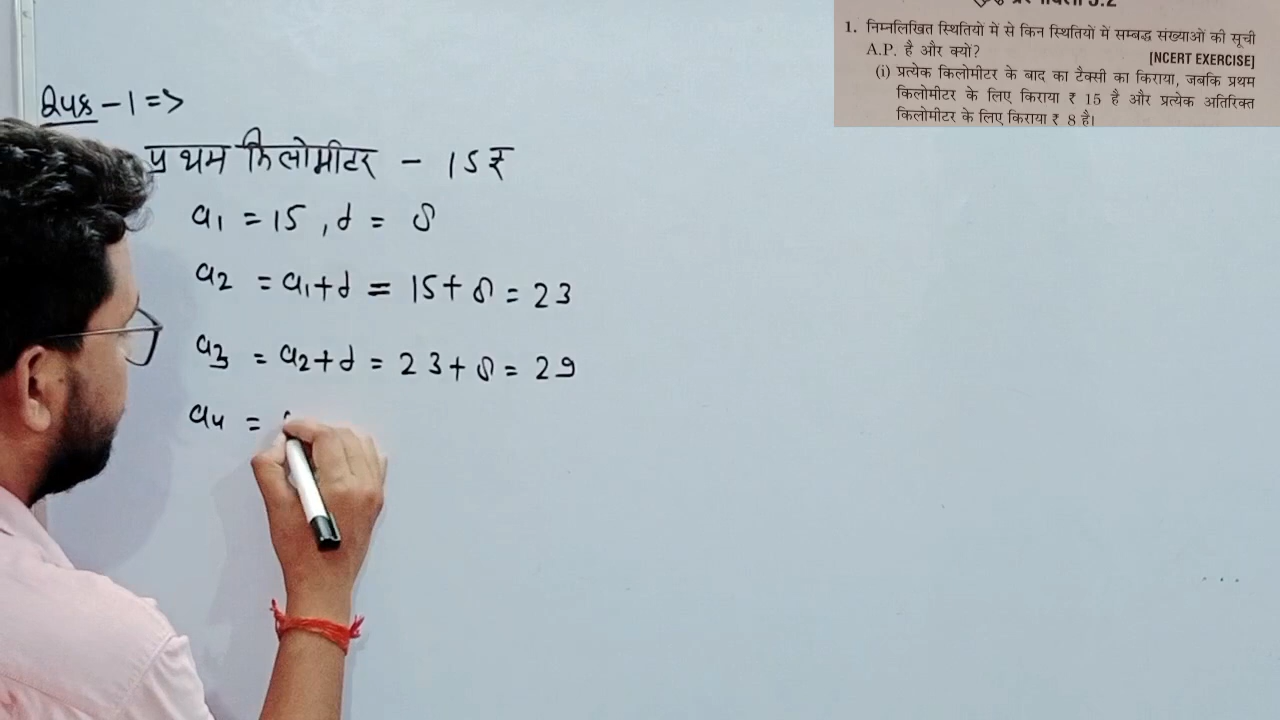 1. निम्नलिखित स्थितियों में से किन स्थितियों में सम्बद्ध संख्याओं की सूची
A.P. है और क्यों? [NCERT EXERCISE]
(i) प्रत्येक किलोमीटर के बाद का टैक्सी का किराया, जबकि प्रथम
किलोमीटर के लिए किराया ₹ 15 है और प्रत्येक अतिरिक्त
किलोमीटर के लिए किराया ₹ 8 है।
Ques - 1 =>
प्रथम किलोमीटर - 15₹
a1 = 15, d = 8
a2 = a1+d = 15+8 = 23
a3 = a2+d = 23+8 = 29
a4 =